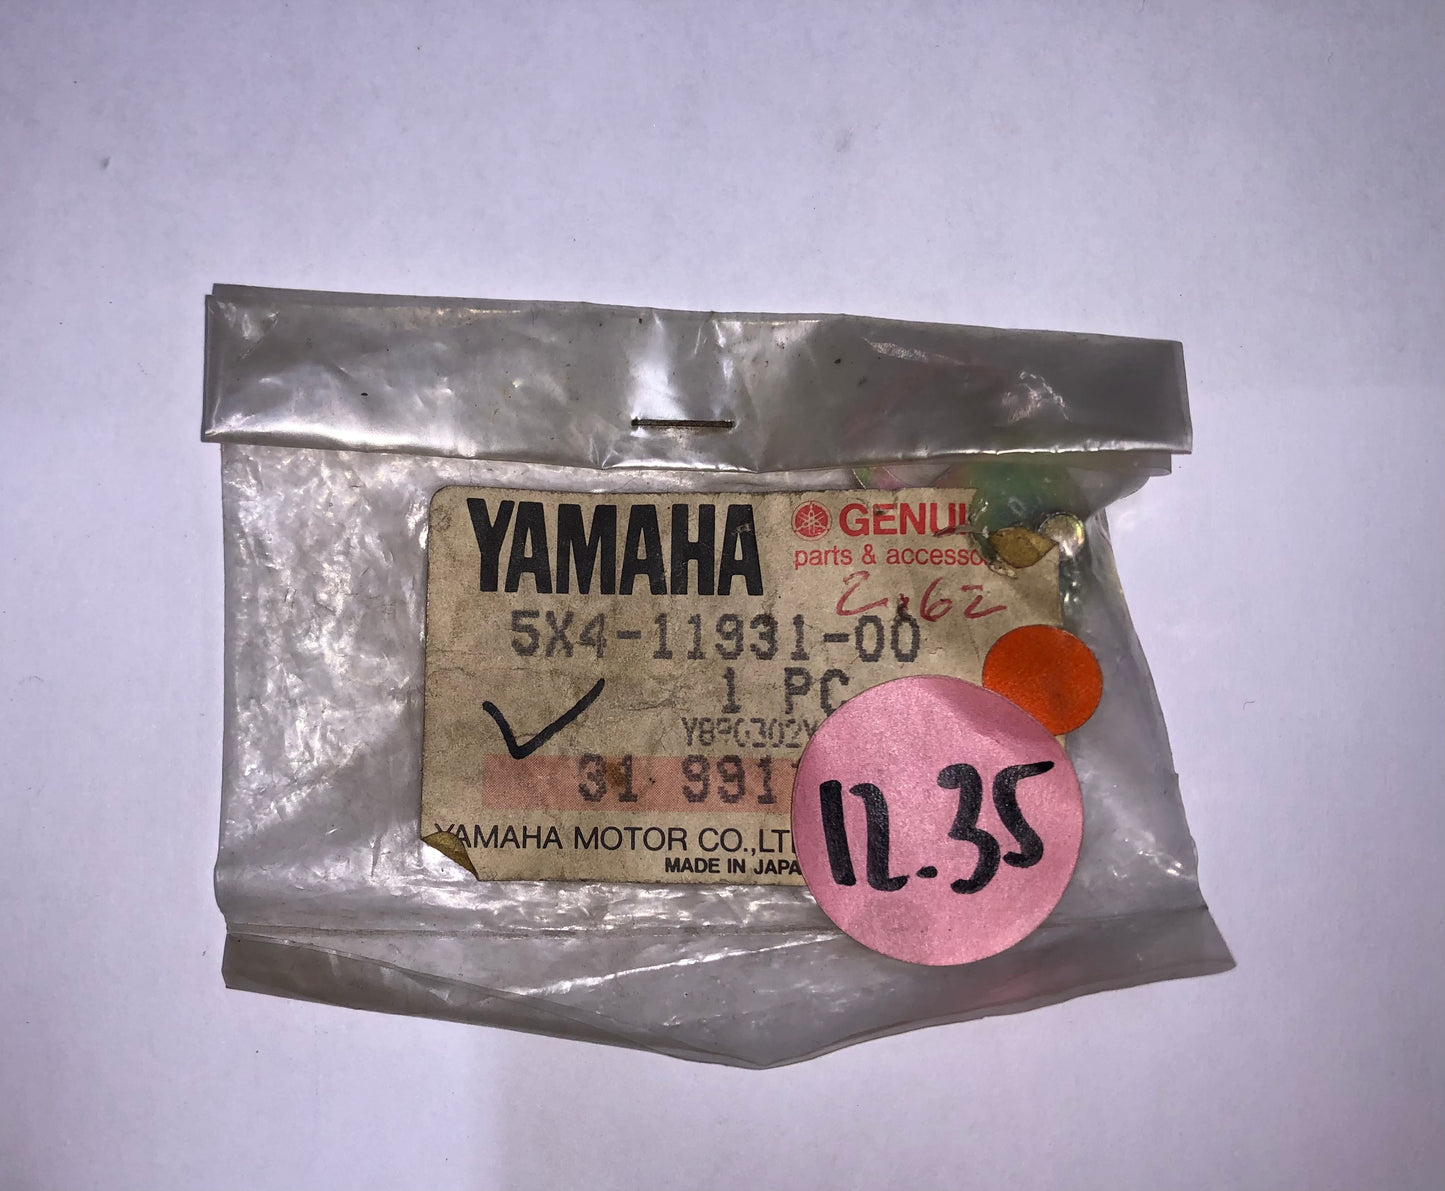 YAMAHA
GENUI
parts & accesso
2.62
5X4-11931-00
1 PC
31 991
12.35
YAMAHA MOTOR CO.,LT
MADE IN JAPA